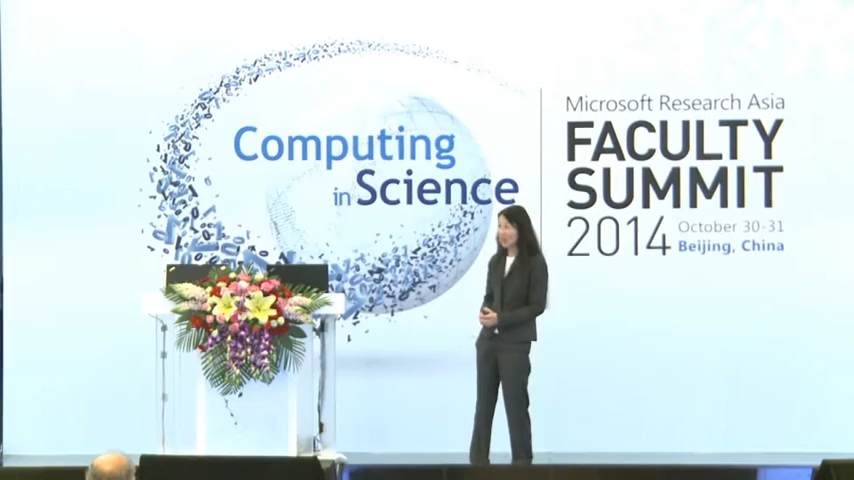 Computing
in Science
Microsoft Research Asia
FACULTY
SUMMIT
2014 October 30-31
Beijing, China